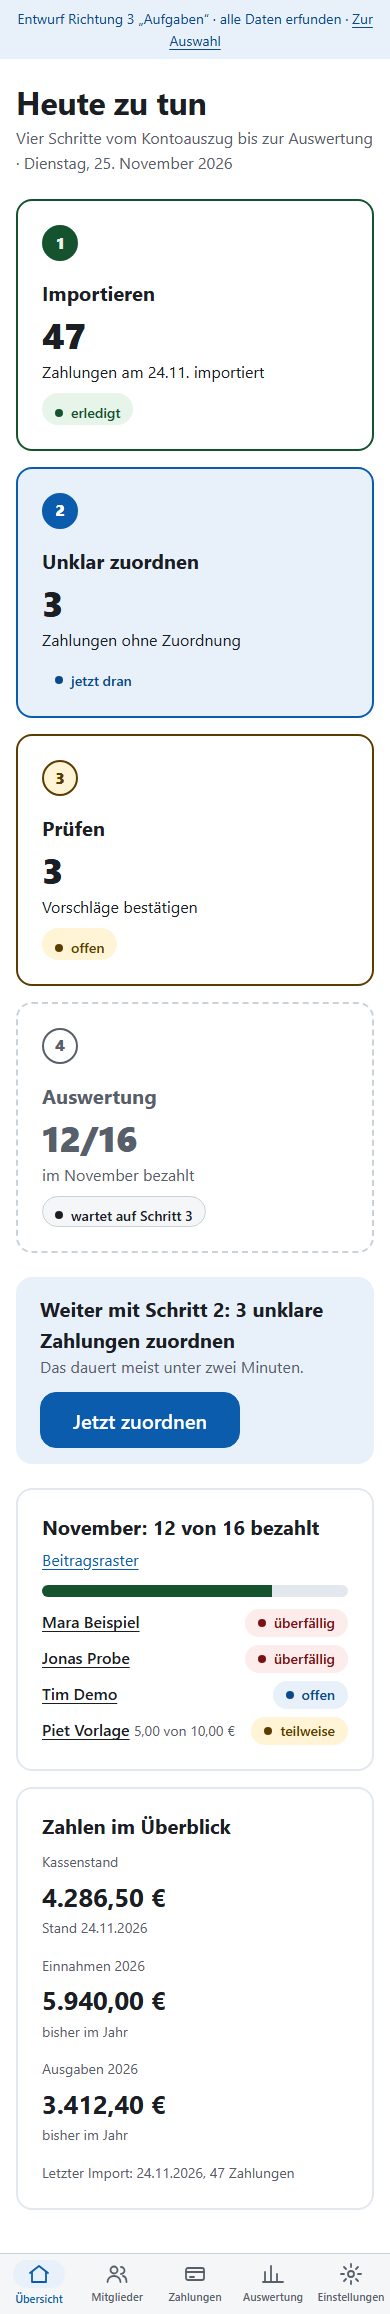 Entwurf Richtung 3 „Aufgaben“ · alle Daten erfunden · Zur
Auswahl
Heute zu tun
Vier Schritte vom Kontoauszug bis zur Auswertung
· Dienstag, 25. November 2026
1
Importieren
47
Zahlungen am 24.11. importiert
erledigt
2
Unklar zuordnen
3
Zahlungen ohne Zuordnung
jetzt dran
3
Prüfen
3
Vorschläge bestätigen
offen
4
Auswertung
12/16
im November bezahlt
wartet auf Schritt 3
Weiter mit Schritt 2: 3 unklare
Zahlungen zuordnen
Das dauert meist unter zwei Minuten.
Jetzt zuordnen
November: 12 von 16 bezahlt
Beitragsraster
Mara Beispiel überfällig
Jonas Probe überfällig
Tim Demo offen
Piet Vorlage 5,00 von 10,00 € teilweise
Zahlen im Überblick
Kassenstand
4.286,50 €
Stand 24.11.2026
Einnahmen 2026
5.940,00 €
bisher im Jahr
Ausgaben 2026
3.412,40 €
bisher im Jahr
Letzter Import: 24.11.2026, 47 Zahlungen
Übersicht Mitglieder Zahlungen Auswertung Einstellungen